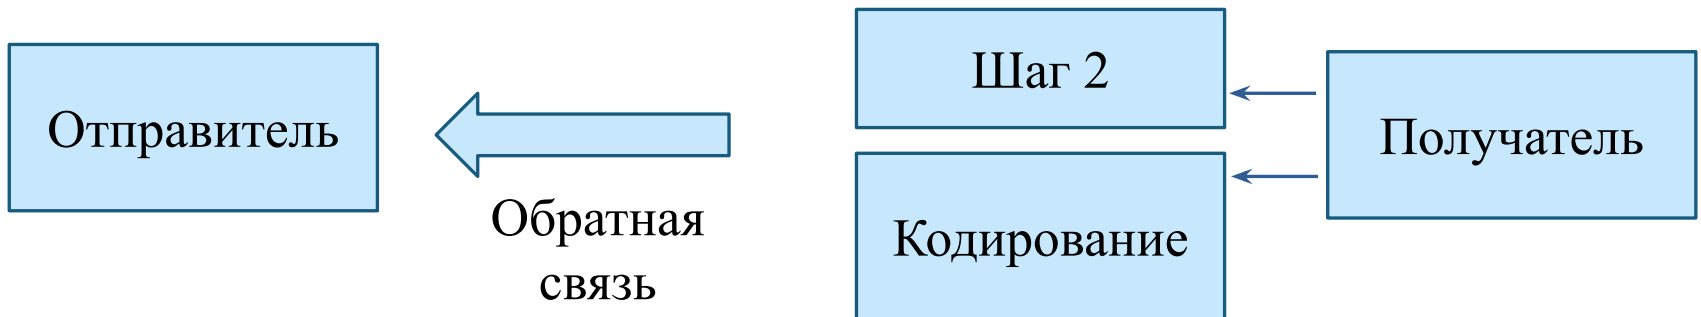 Отправитель
Обратная
связь
Шаг 2
Кодирование
Получатель